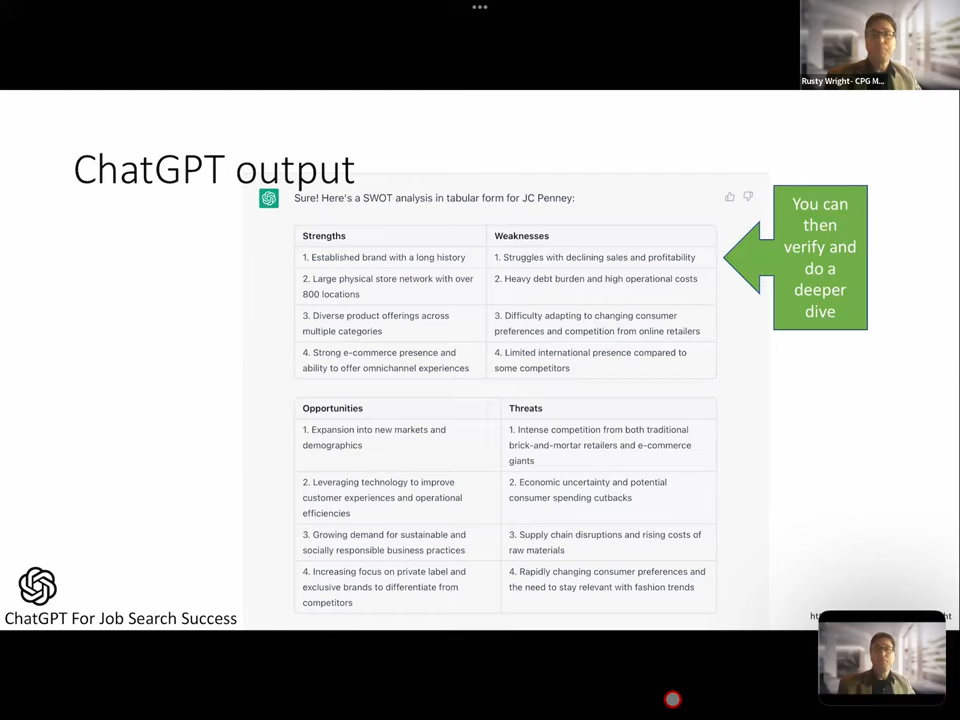 Rusty Wright- CPG M...
ChatGPT output
Sure! Here's a SWOT analysis in tabular form for JC Penney:
Strengths
Weaknesses
1. Established brand with a long history
1. Struggles with declining sales and profitability
2. Large physical store network with over
800 locations
2. Heavy debt burden and high operational costs
3. Diverse product offerings across
multiple categories
3. Difficulty adapting to changing consumer
preferences and competition from online retailers
4. Strong e-commerce presence and
ability to offer omnichannel experiences
4. Limited international presence compared to
some competitors
Opportunities
Threats
1. Expansion into new markets and
demographics
1. Intense competition from both traditional
brick-and-mortar retailers and e-commerce
giants
2. Leveraging technology to improve
customer experiences and operational
efficiencies
2. Economic uncertainty and potential
consumer spending cutbacks
3. Growing demand for sustainable and
socially responsible business practices
3. Supply chain disruptions and rising costs of
raw materials
4. Increasing focus on private label and
exclusive brands to differentiate from
competitors
4. Rapidly changing consumer preferences and
the need to stay relevant with fashion trends
You can
then
verify and
do a
deeper
dive
ChatGPT For Job Search Success